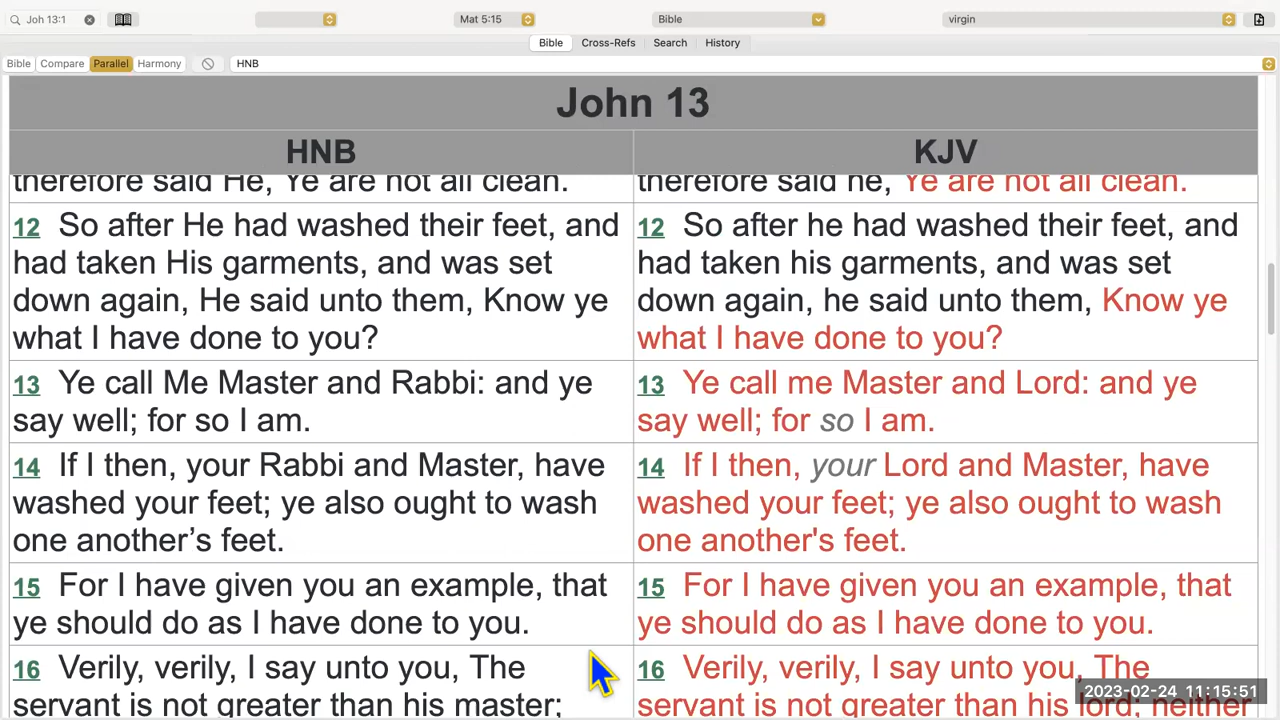 Joh 13:1
Mat 5:15
Bible
virgin
Bible
Cross-Refs
Search
History
Bible
Compare
Parallel
Harmony
HNB
John 13
HNB
KJV
therefore said He, Ye are not all clean.
12 So after He had washed their feet, and
had taken His garments, and was set
down again, He said unto them, Know ye
what I have done to you?
13 Ye call Me Master and Rabbi: and ye
say well; for so I am.
14 If I then, your Rabbi and Master, have
washed your feet; ye also ought to wash
one another’s feet.
15 For I have given you an example, that
ye should do as I have done to you.
16 Verily, verily, I say unto you, The
servant is not greater than his master;
therefore said he, Ye are not all clean.
12 So after he had washed their feet, and
had taken his garments, and was set
down again, he said unto them, Know ye
what I have done to you?
13 Ye call me Master and Lord: and ye
say well; for so I am.
14 If I then, your Lord and Master, have
washed your feet; ye also ought to wash
one another's feet.
15 For I have given you an example, that
ye should do as I have done to you.
16 Verily, verily, I say unto you, The
servant is not greater than his lord; neither
2023-02-24 11:15:51